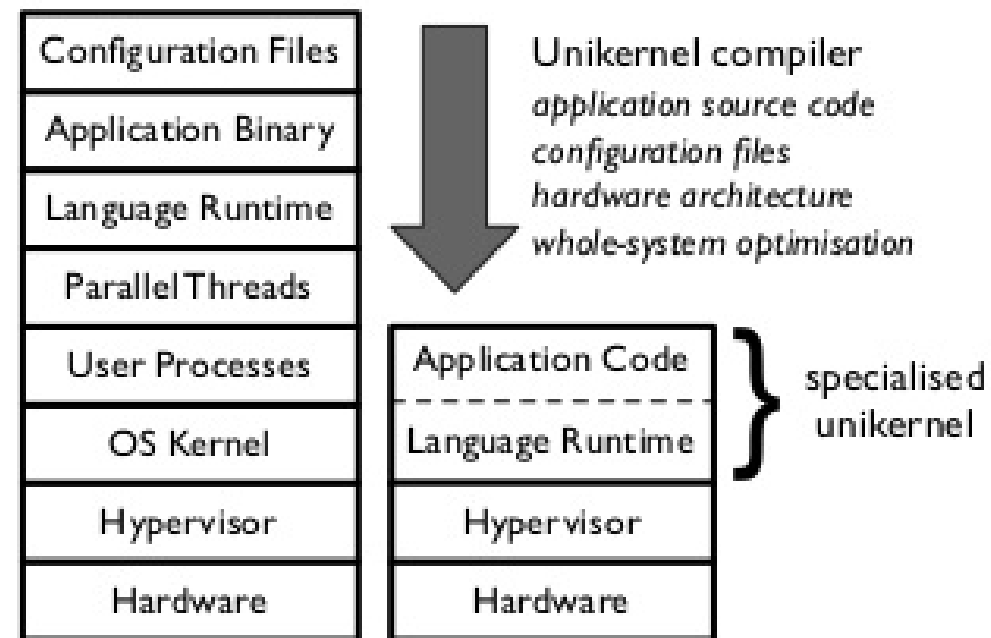 Configuration Files
Application Binary
Language Runtime
Parallel Threads
User Processes
OS Kernel
Hypervisor
Hardware
Unikernel compiler
application source code
configuration files
hardware architecture
whole-system optimisation
Application Code
Language Runtime
Hypervisor
Hardware
specialised
unikernel